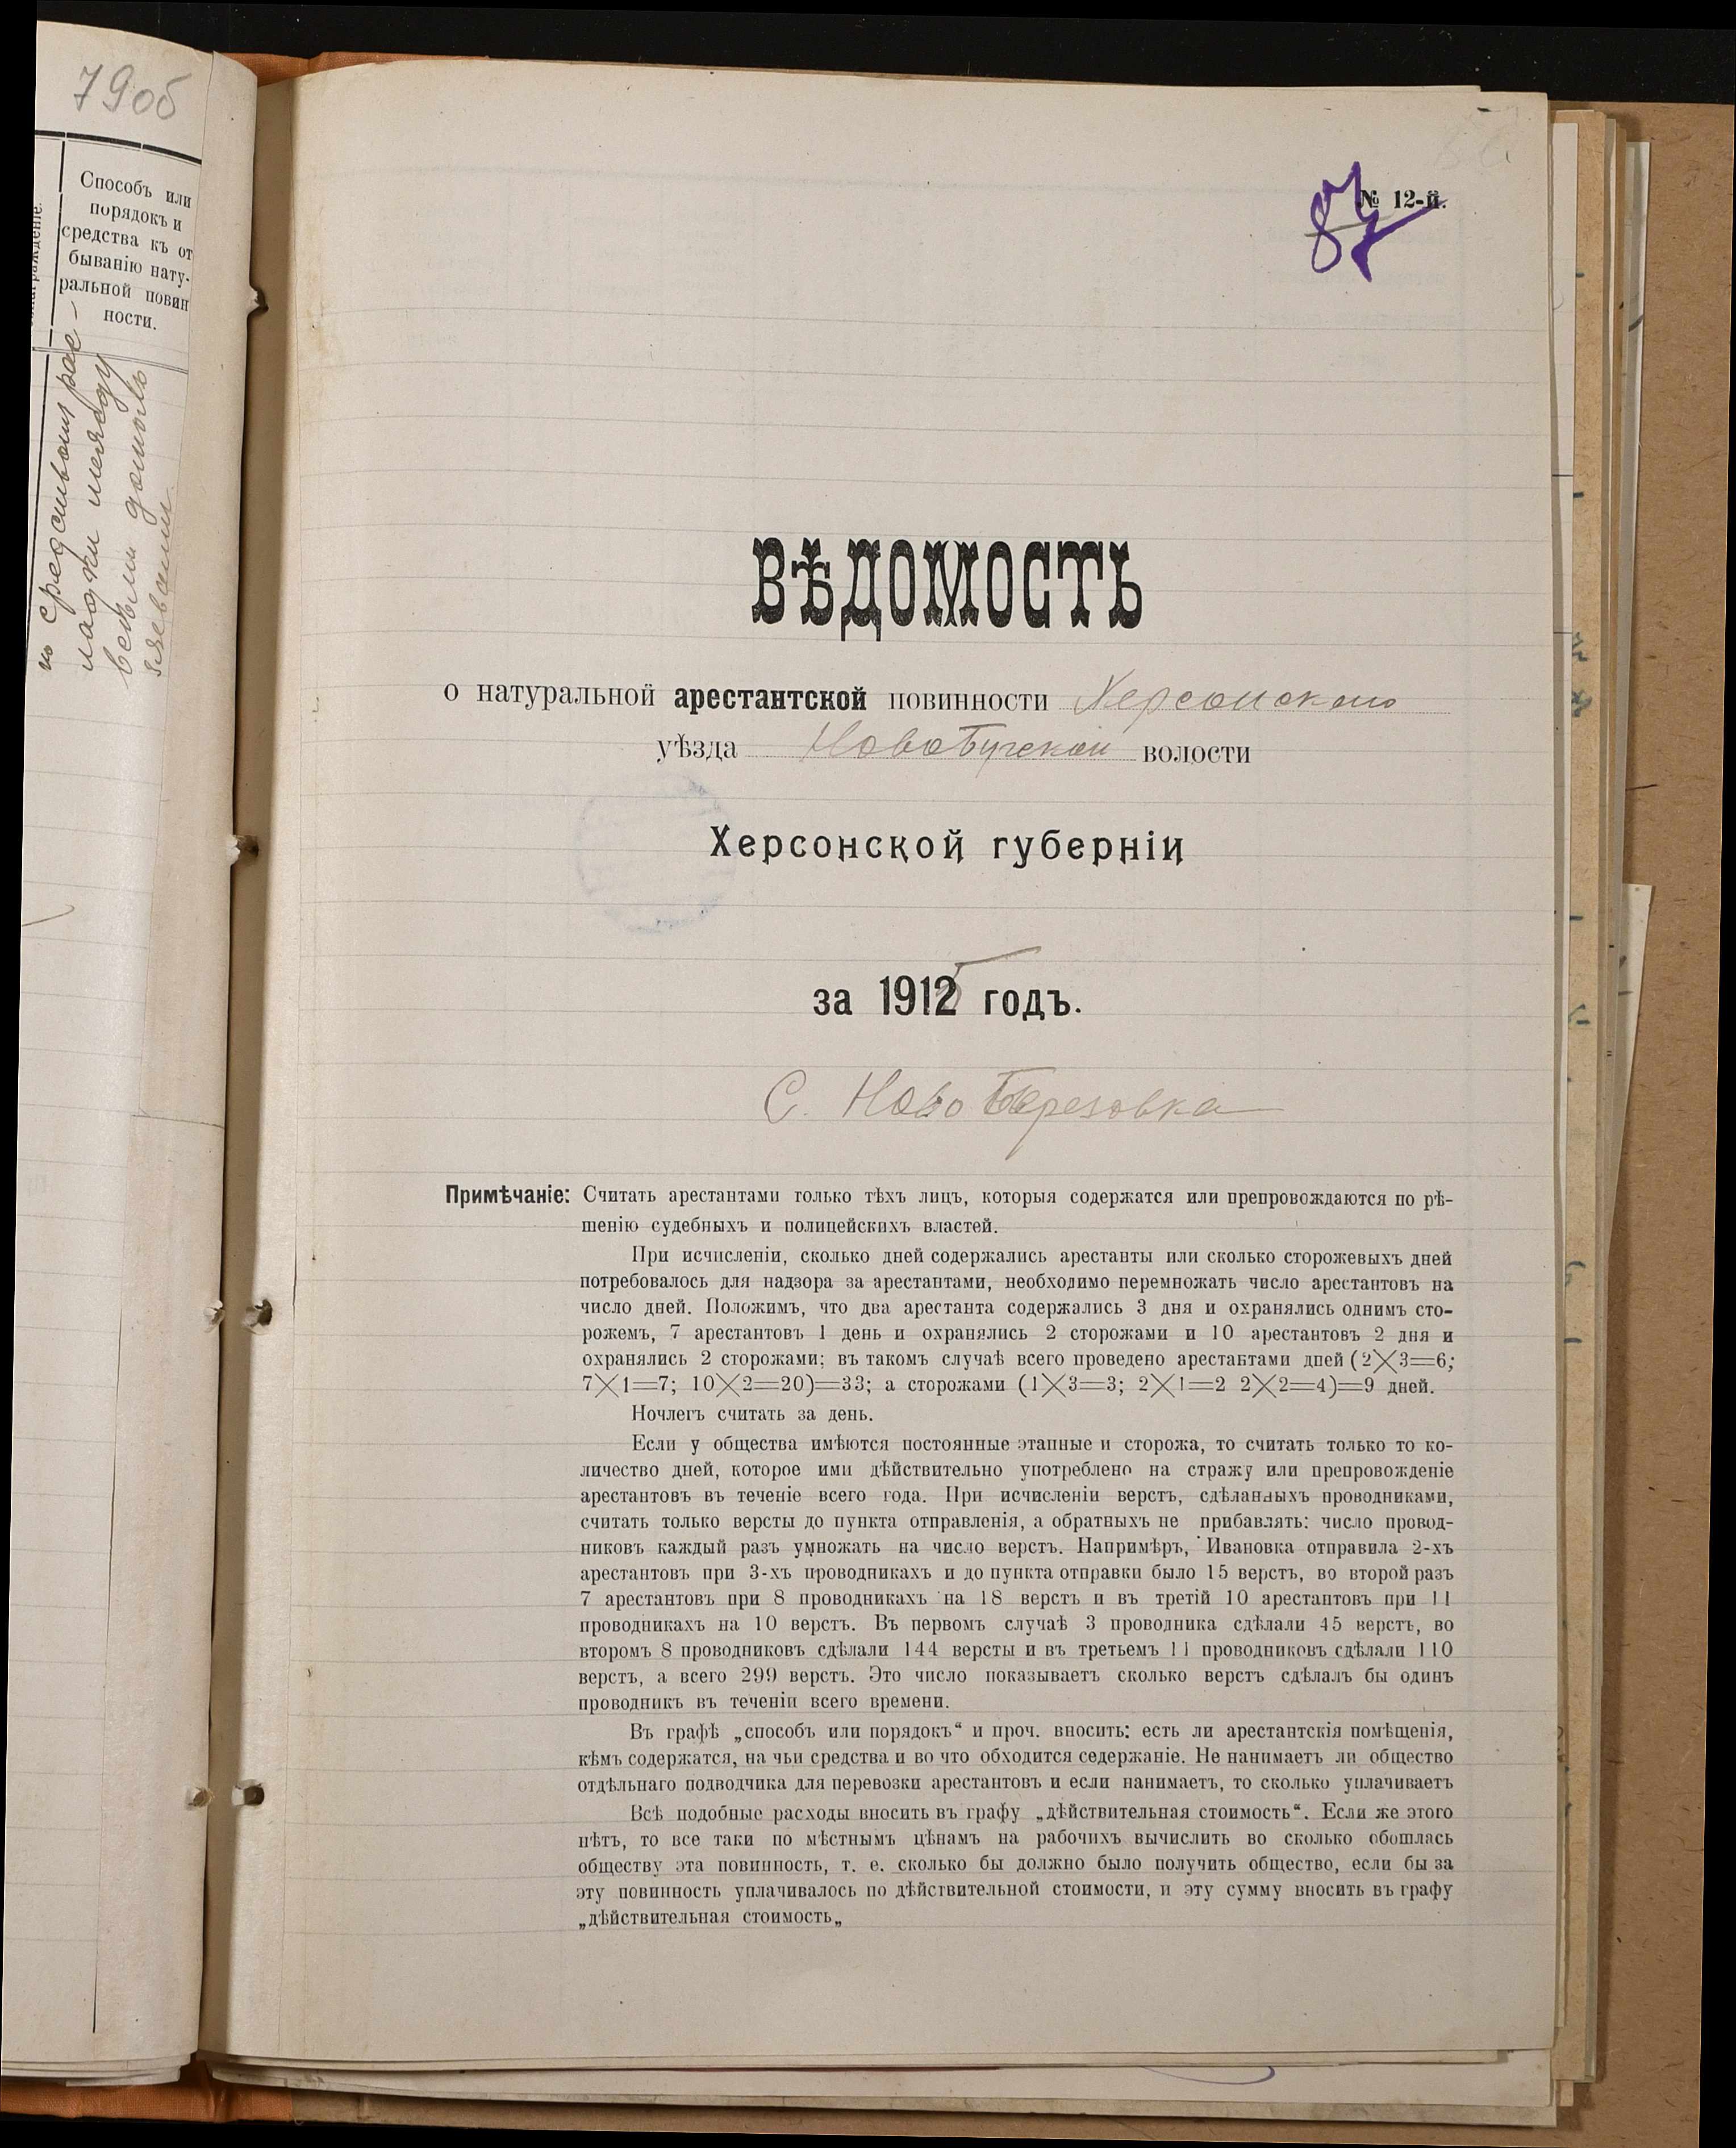 79об
Способъ или
порядокъ и
средства къ от
быванію нату-
ральной повин
ности.
средствомъ рас-
кладки между
всѣми домохо
зяевами
№ 12-й.
87
ВѢДОМОСТЬ
о натуральной арестантской повинности Херсонскаго
уѣзда НовоБугской волости
Херсонской губерніи
за 1915 годъ.
С. Ново Березовка
Примѣчаніе: Считать арестантами только тѣхъ лицъ, которыя содержатся или препровождаются по рѣ-
шенію судебныхъ и полицейскихъ властей.
При исчисленіи, сколько дней содержались арестанты или сколько сторожевыхъ дней
потребовалось для надзора за арестантами, необходимо перемножать число арестантовъ на
число дней. Положимъ, что два арестанта содержались 3 дня и охранялись однимъ сто-
рожемъ, 7 арестантовъ 1 день и охранялись 2 сторожами и 10 арестантовъ 2 дня и
охранялись 2 сторожами; въ такомъ случаѣ всего проведено арестантами дней (2✕3=6;
7✕1=7; 10✕2=20)=33; а сторожами (1✕3=3; 2✕1=2 2✕2=4)=9 дней.
Ночлегъ считать за день.
Если у общества имѣются постоянные этапные и сторожа, то считать только то ко-
личество дней, которое ими дѣйствительно употреблено на стражу или препровожденіе
арестантовъ въ теченіе всего года. При исчисленіи верстъ, сдѣланныхъ проводниками,
считать только версты до пункта отправленія, а обратныхъ не прибавлять: число провод-
никовъ каждый разъ умножать на число верстъ. Напримѣръ, Ивановка отправила 2-хъ
арестантовъ при 3-хъ проводникахъ и до пункта отправки было 15 верстъ, во второй разъ
7 арестантовъ при 8 проводникахъ на 18 верстъ и въ третій 10 арестантовъ при 11
проводникахъ на 10 верстъ. Въ первомъ случаѣ 3 проводника сдѣлали 45 верстъ, во
второмъ 8 проводниковъ сдѣлали 144 версты и въ третьемъ 11 проводниковъ сдѣлали 110
верстъ, а всего 299 верстъ. Это число показываетъ сколько верстъ сдѣлалъ бы одинъ
проводникъ въ теченіи всего времени.
Въ графѣ „способъ или порядокъ“ и проч. вносить: есть ли арестантскія помѣщенія,
кѣмъ содержатся, на чьи средства и во что обходится седержаніе. Не нанимаетъ ли общество
отдѣльнаго подводчика для перевозки арестантовъ и если нанимаетъ, то сколько уплачиваетъ
Всѣ подобные расходы вносить въ графу „дѣйствительная стоимость“. Если же этого
нѣтъ, то все таки по мѣстнымъ цѣнамъ на рабочихъ вычислить во сколько обошлась
обществу эта повинность, т. е. сколько бы должно было получить общество, если бы за
эту повинность уплачивалось по дѣйствительной стоимости, и эту сумму вносить въ графу
„дѣйствительная стоимость„